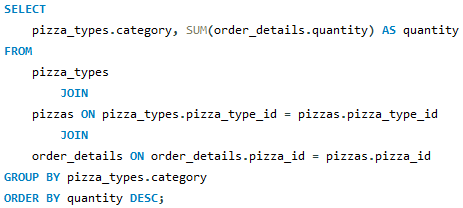 SELECT
    pizza_types.category, SUM(order_details.quantity) AS quantity
FROM
    pizza_types
        JOIN
    pizzas ON pizza_types.pizza_type_id = pizzas.pizza_type_id
        JOIN
    order_details ON order_details.pizza_id = pizzas.pizza_id
GROUP BY pizza_types.category
ORDER BY quantity DESC;